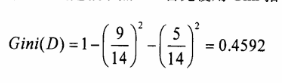 Gini(D) = 1 − (9/14)² − (5/14)² = 0.4592